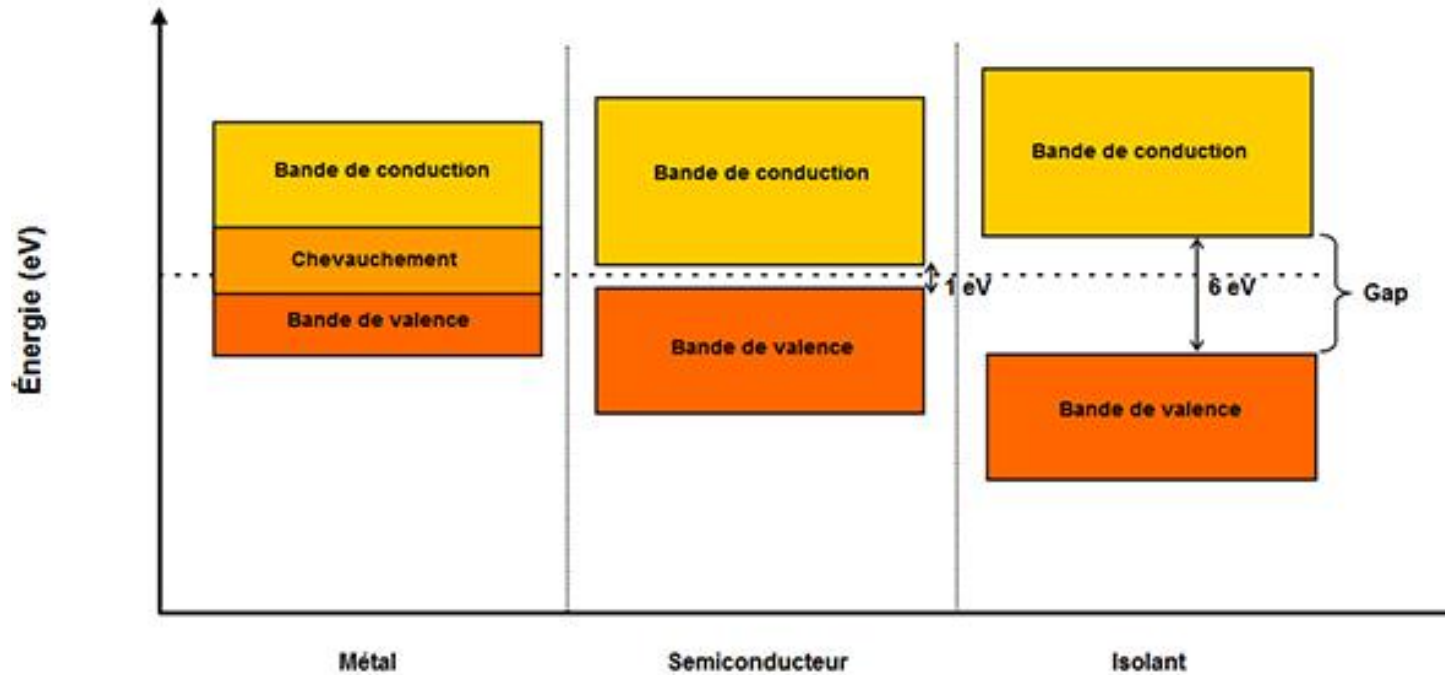 Énergie (eV)
Bande de conduction
Chevauchement
Bande de valence
Bande de conduction
1 eV
Bande de valence
Bande de conduction
6 eV
Gap
Bande de valence
Métal
Semiconducteur
Isolant